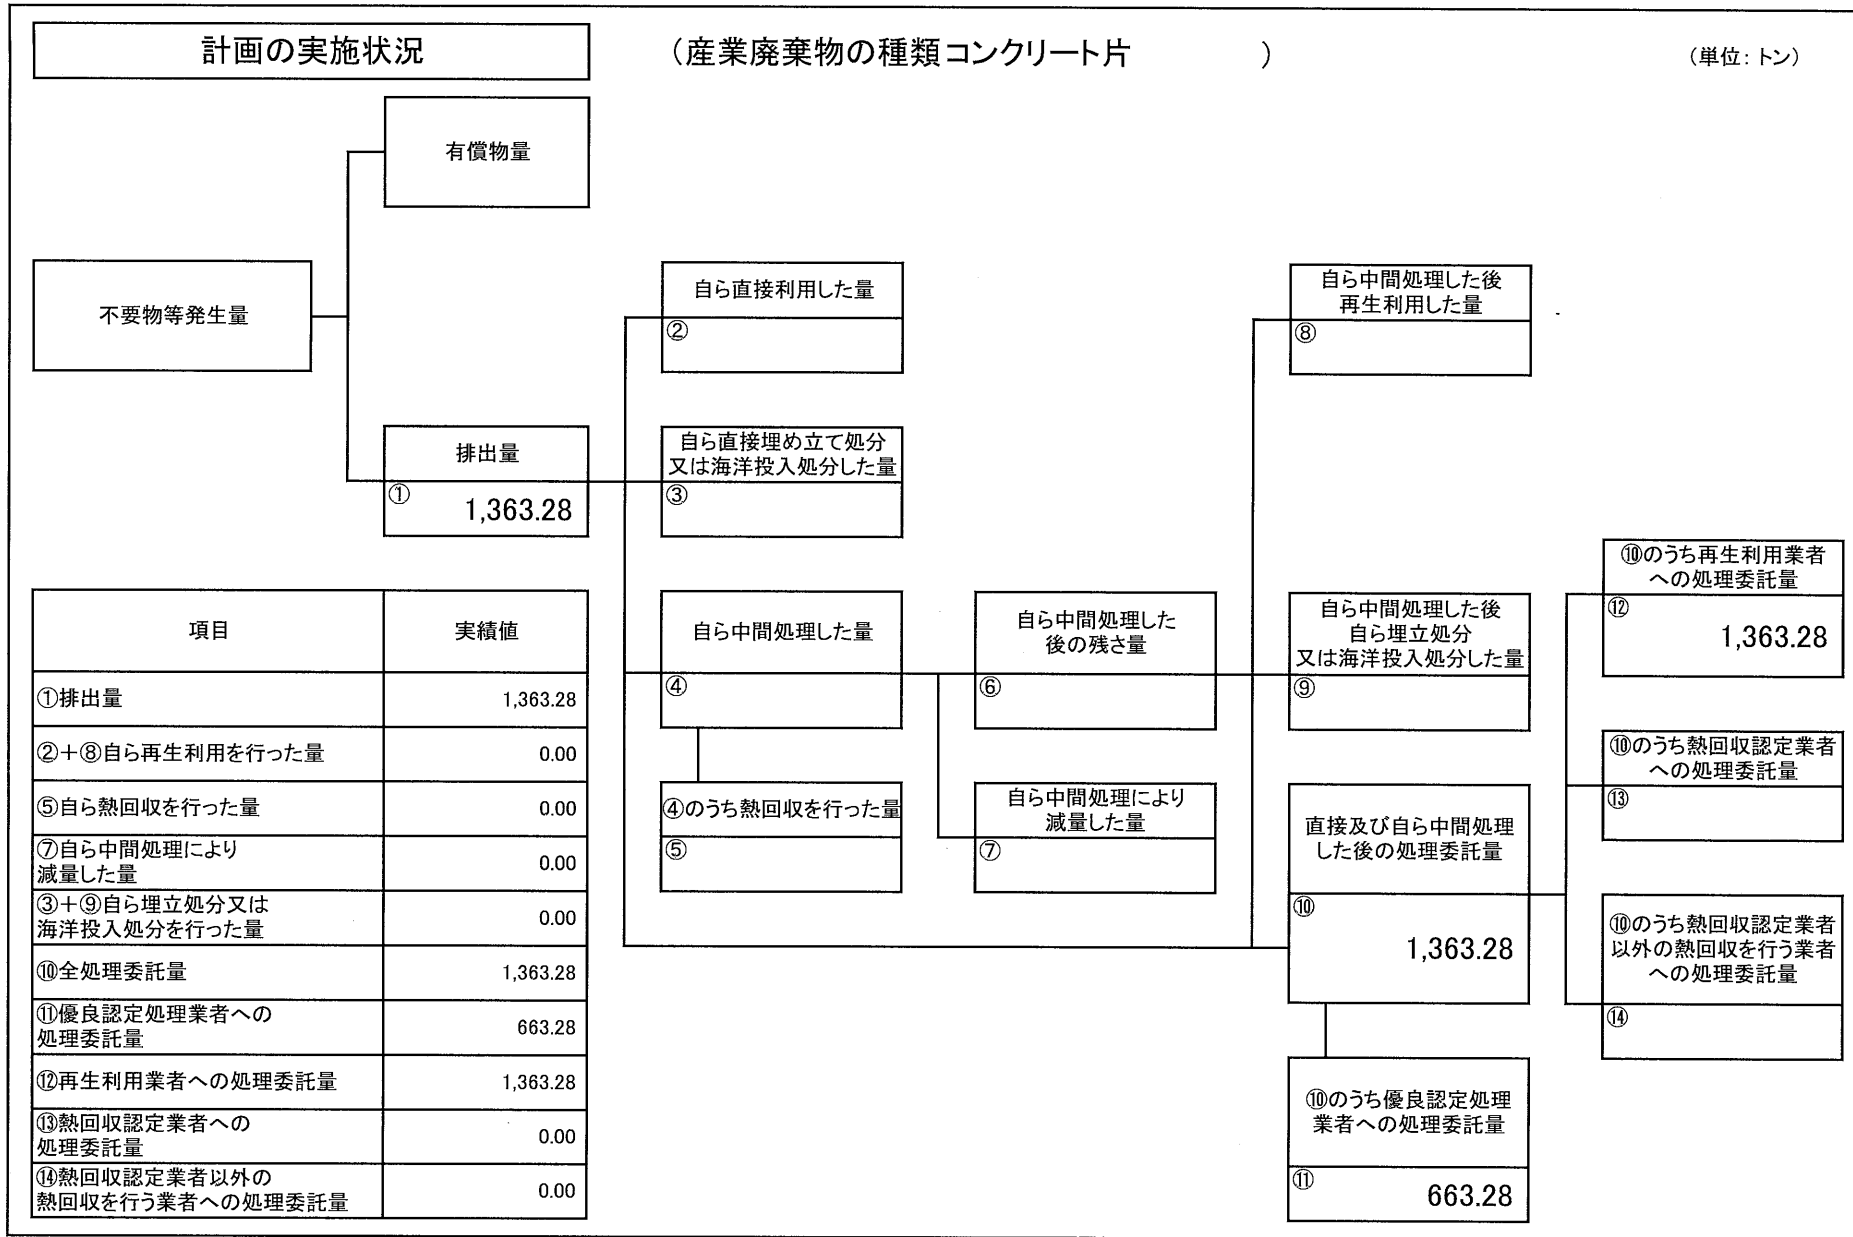 計画の実施状況
（産業廃棄物の種類コンクリート片　　　　）
（単位：トン）
有償物量
不要物等発生量
自ら直接利用した量
②
自ら中間処理した後
再生利用した量
⑧
排出量
① 1,363.28
自ら直接埋め立て処分
又は海洋投入処分した量
③
⑩のうち再生利用業者
への処理委託量
⑫ 1,363.28
自ら中間処理した量
④
自ら中間処理した
後の残さ量
⑥
自ら中間処理した後
自ら埋立処分
又は海洋投入処分した量
⑨
⑩のうち熱回収認定業者
への処理委託量
⑬
④のうち熱回収を行った量
⑤
自ら中間処理により
減量した量
⑦
直接及び自ら中間処理
した後の処理委託量
⑩ 1,363.28
⑩のうち熱回収認定業者
以外の熱回収を行う業者
への処理委託量
⑭
⑩のうち優良認定処理
業者への処理委託量
⑪ 663.28
項目 実績値
①排出量 1,363.28
②＋⑧自ら再生利用を行った量 0.00
⑤自ら熱回収を行った量 0.00
⑦自ら中間処理により
減量した量 0.00
③＋⑨自ら埋立処分又は
海洋投入処分を行った量 0.00
⑩全処理委託量 1,363.28
⑪優良認定処理業者への
処理委託量 663.28
⑫再生利用業者への処理委託量 1,363.28
⑬熱回収認定業者への
処理委託量 0.00
⑭熱回収認定業者以外の
熱回収を行う業者への処理委託量 0.00